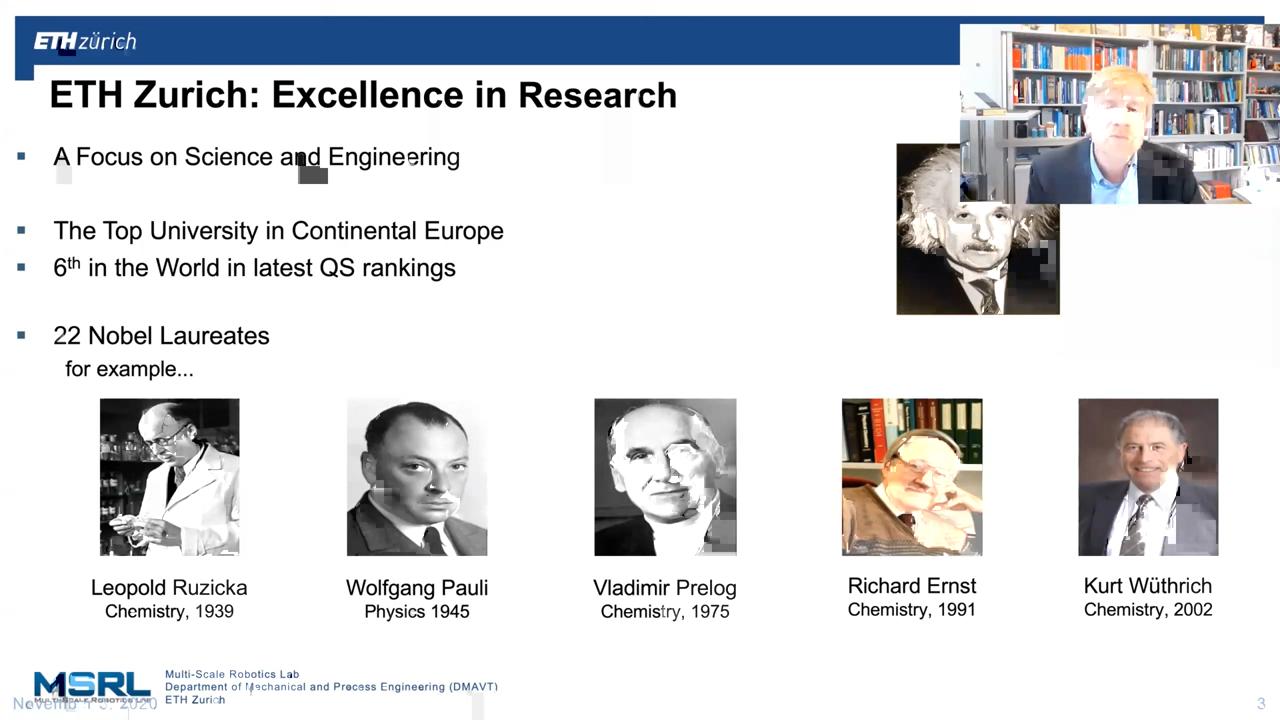 ETH zürich
ETH Zurich: Excellence in Research
A Focus on Science and Engineering
The Top University in Continental Europe
6th in the World in latest QS rankings
22 Nobel Laureates
for example...
Leopold Ruzicka
Chemistry, 1939
Wolfgang Pauli
Physics 1945
Vladimir Prelog
Chemistry, 1975
Richard Ernst
Chemistry, 1991
Kurt Wüthrich
Chemistry, 2002
MSRL
MULTI-SCALE ROBOTICS LAB
Multi-Scale Robotics Lab
Department of Mechanical and Process Engineering (DMAVT)
ETH Zurich
2020
3